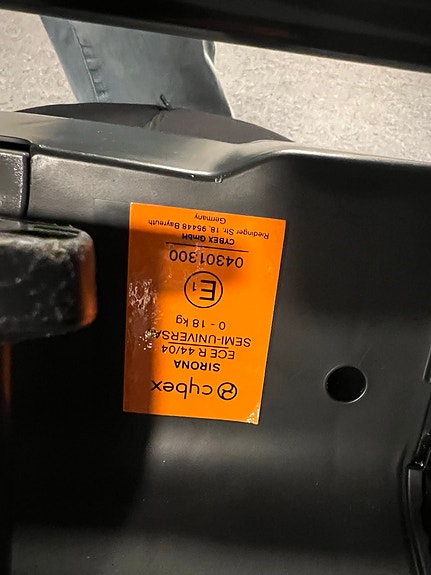 cybex
SIRONA
ECE R 44/04
SEMI-UNIVERSAL
0 - 18 kg
E1
04301300
CYBEX GmbH
Riedinger Str. 18, 95448 Bayreuth
Germany